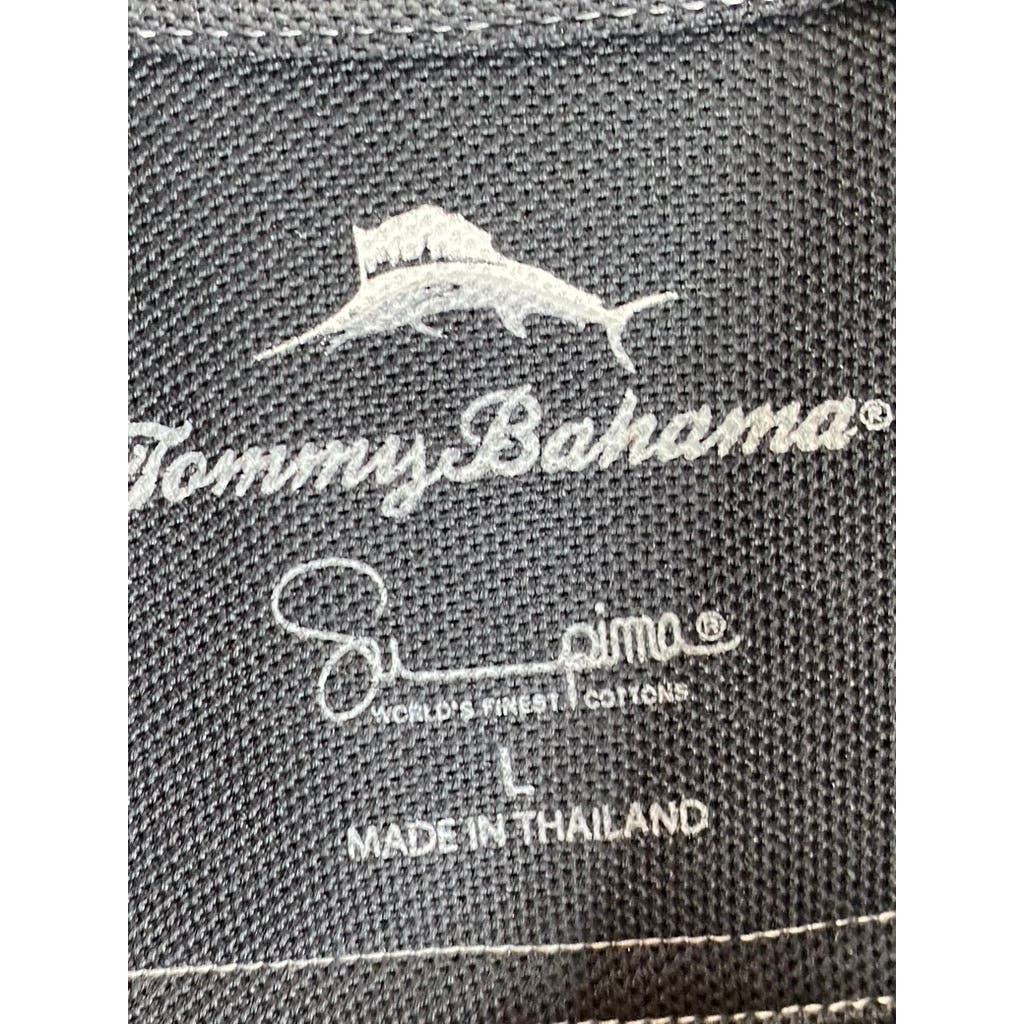 Tommy Bahama®
Supima®
WORLD'S FINEST COTTONS
L
MADE IN THAILAND